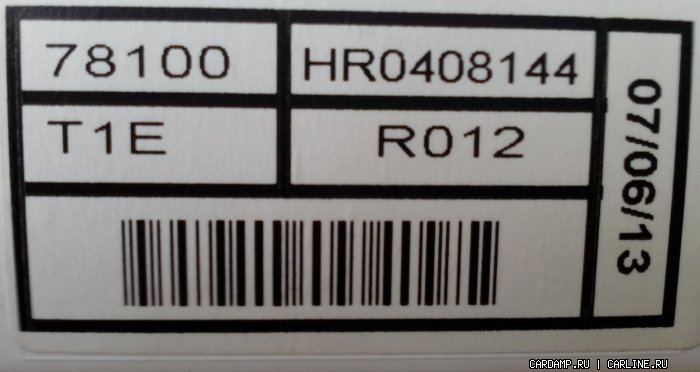 78100 HR0408144
T1E R012
07/06/13
CARDAMP.RU | CARLINE.RU